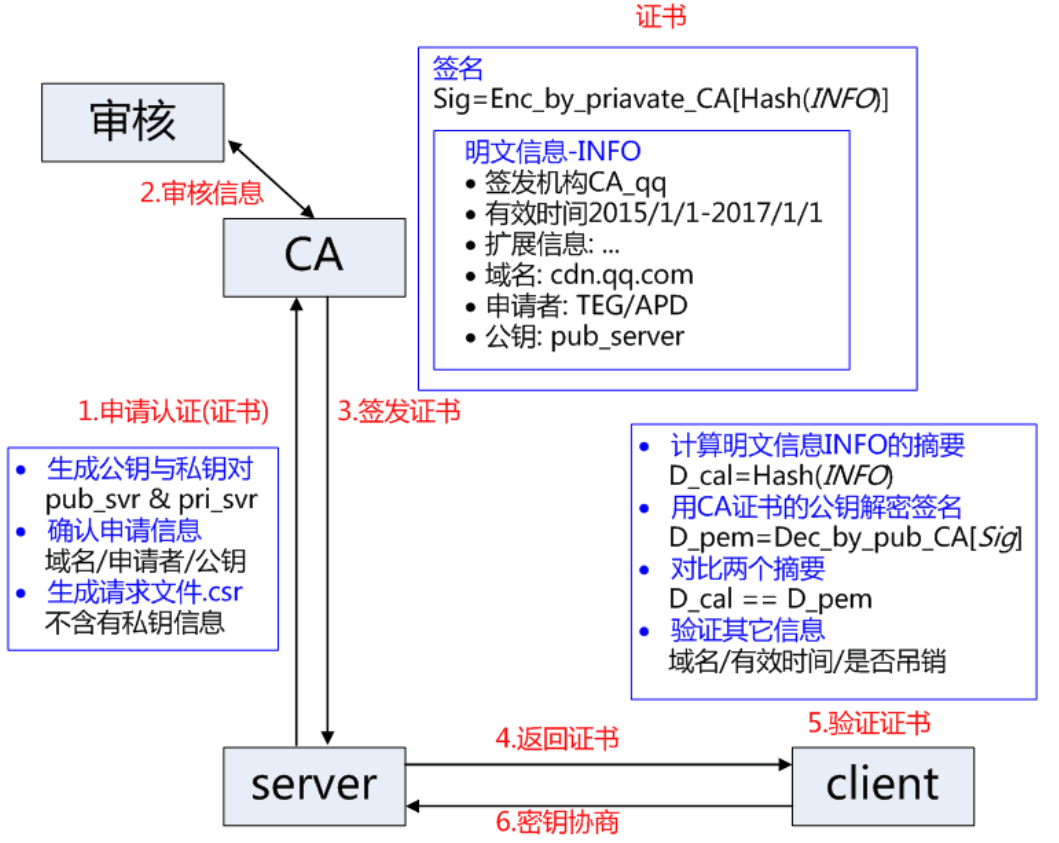 证书
签名
Sig=Enc_by_priavate_CA[Hash(INFO)]
明文信息-INFO
• 签发机构CA_qq
• 有效时间2015/1/1-2017/1/1
• 扩展信息: ...
• 域名: cdn.qq.com
• 申请者: TEG/APD
• 公钥: pub_server
审核
2.审核信息
CA
1.申请认证(证书)
3.签发证书
• 生成公钥与私钥对
pub_svr & pri_svr
• 确认申请信息
域名/申请者/公钥
• 生成请求文件.csr
不含有私钥信息
• 计算明文信息INFO的摘要
D_cal=Hash(INFO)
• 用CA证书的公钥解密签名
D_pem=Dec_by_pub_CA[Sig]
• 对比两个摘要
D_cal == D_pem
• 验证其它信息
域名/有效时间/是否吊销
5.验证证书
4.返回证书
server
client
6.密钥协商